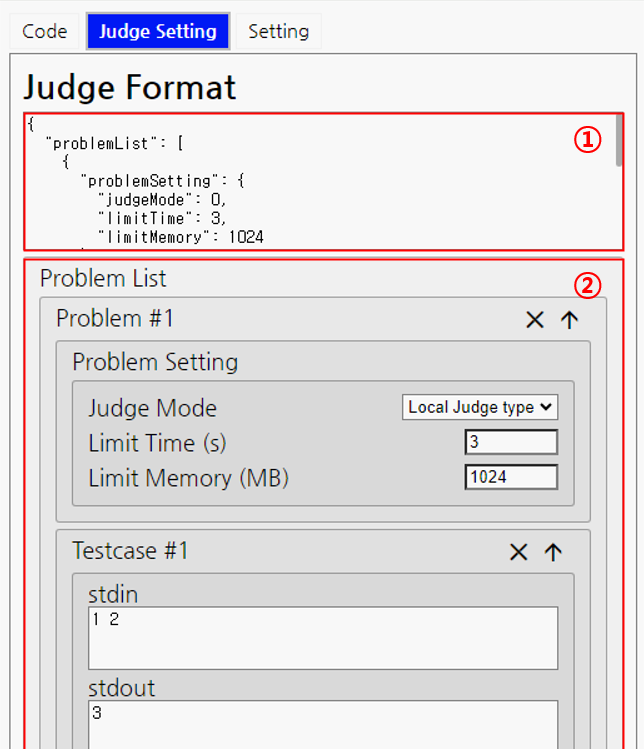 Code Judge Setting Setting
Judge Format
{
"problemList": [
{
"problemSetting": {
"judgeMode": 0,
"limitTime": 3,
"limitMemory": 1024
①
Problem List
②
Problem #1
Problem Setting
Judge Mode Local Judge type
Limit Time (s) 3
Limit Memory (MB) 1024
Testcase #1
stdin
1 2
stdout
3